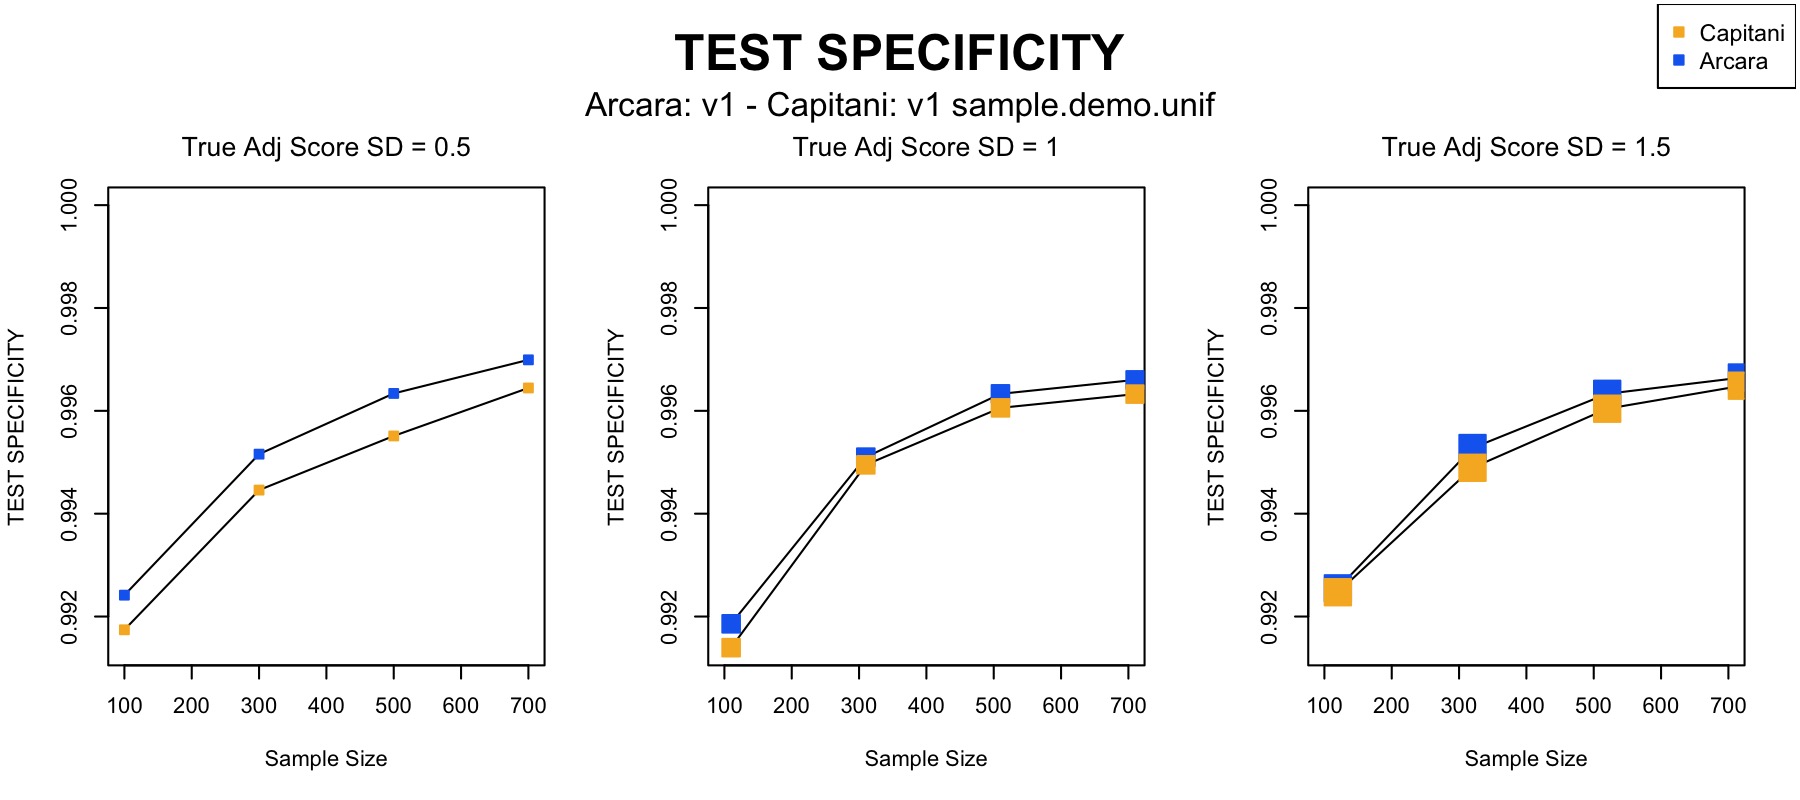 TEST SPECIFICITY
Arcara: v1 - Capitani: v1 sample.demo.unif
Capitani
Arcara
True Adj Score SD = 0.5
TEST SPECIFICITY
1.000
0.998
0.996
0.994
0.992
100 200 300 400 500 600 700
Sample Size
True Adj Score SD = 1
TEST SPECIFICITY
1.000
0.998
0.996
0.994
0.992
100 200 300 400 500 600 700
Sample Size
True Adj Score SD = 1.5
TEST SPECIFICITY
1.000
0.998
0.996
0.994
0.992
100 200 300 400 500 600 700
Sample Size